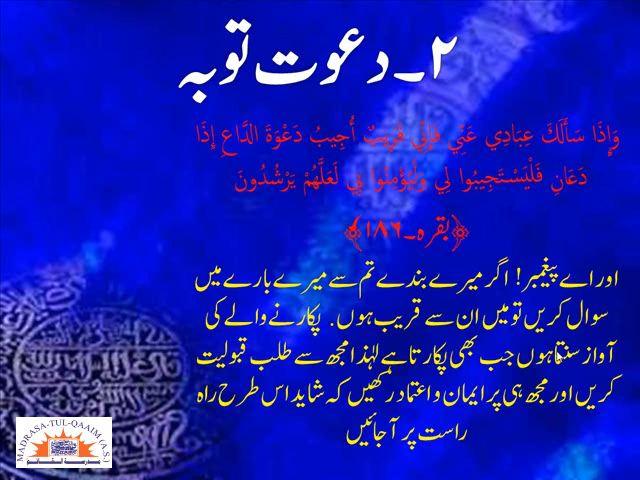 ۲۔ دعوت توبہ
وَإِذَا سَأَلَكَ عِبَادِي عَنِّي فَإِنِّي قَرِيبٌ أُجِيبُ دَعْوَةَ الدَّاعِ إِذَا
دَعَانِ فَلْيَسْتَجِيبُوا لِي وَلْيُؤْمِنُوا بِي لَعَلَّهُمْ يَرْشُدُونَ
﴿بقرہ۔۱۸۶﴾
اور اے پیغمبر! اگر میرے بندے تم سے میرے بارے میں
سوال کریں تو میں ان سے قریب ہوں۔ پکارنے والے کی
آواز سنتا ہوں جب بھی پکارتا ہے لہٰذا مجھ سے طلب قبولیت
کریں اور مجھ ہی پر ایمان و اعتماد رکھیں کہ شاید اس طرح راہ
راست پر آجائیں
MADRASA-TUL-QAAIM (A.S.)